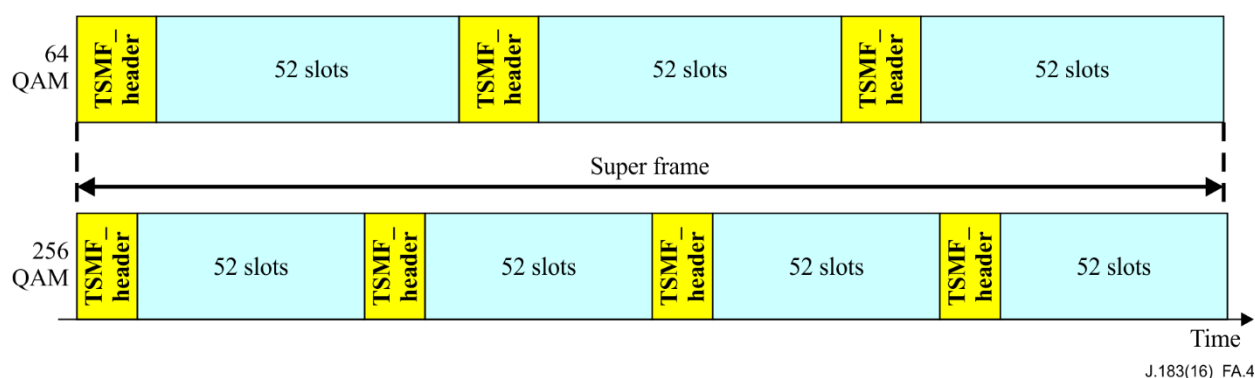 64
QAM
TSMF_
header
52 slots
TSMF_
header
52 slots
TSMF_
header
52 slots
Super frame
256
QAM
TSMF_
header
52 slots
TSMF_
header
52 slots
TSMF_
header
52 slots
TSMF_
header
52 slots
Time
J.183(16)_FA.4